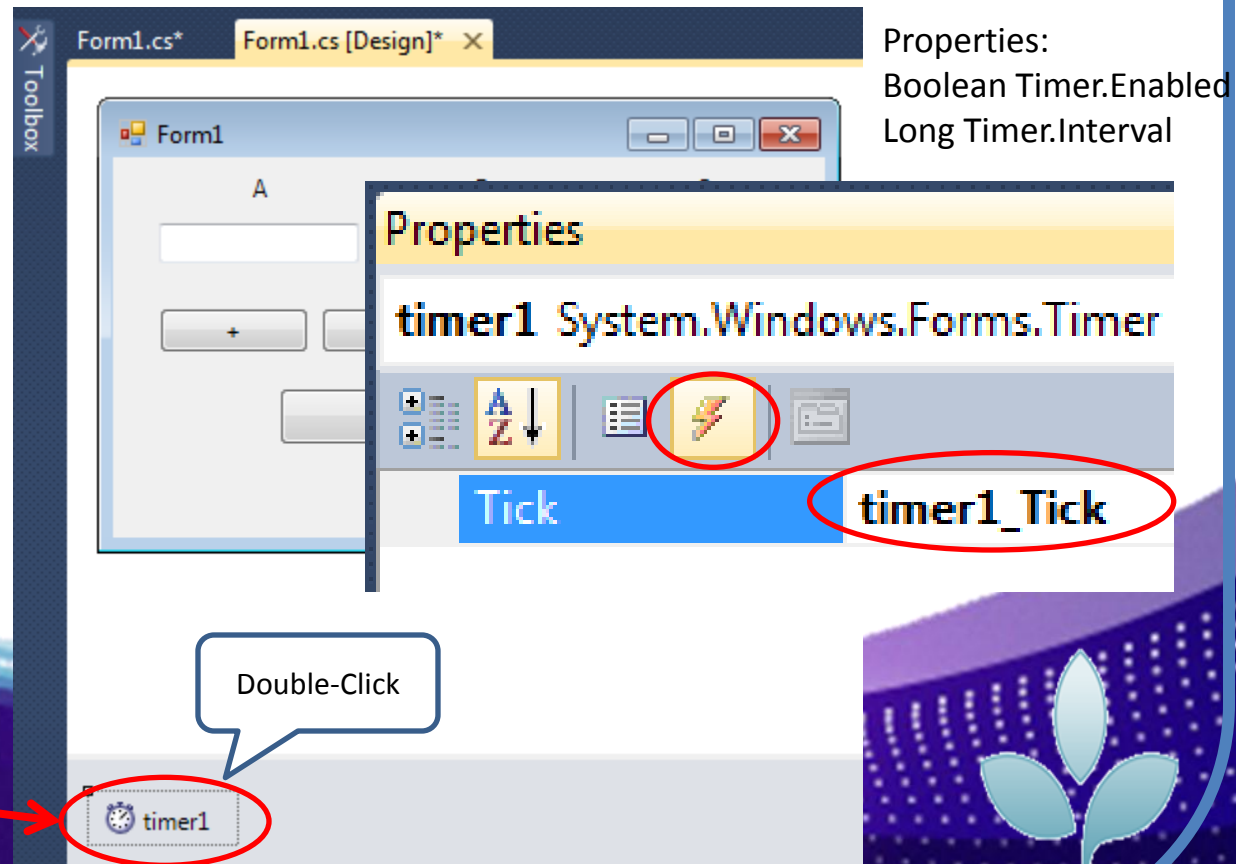 Toolbox
Form1.cs*
Form1.cs [Design]*
Properties:
Boolean Timer.Enabled
Long Timer.Interval
Form1
A
+
Properties
timer1 System.Windows.Forms.Timer
Tick timer1_Tick
Double-Click
timer1